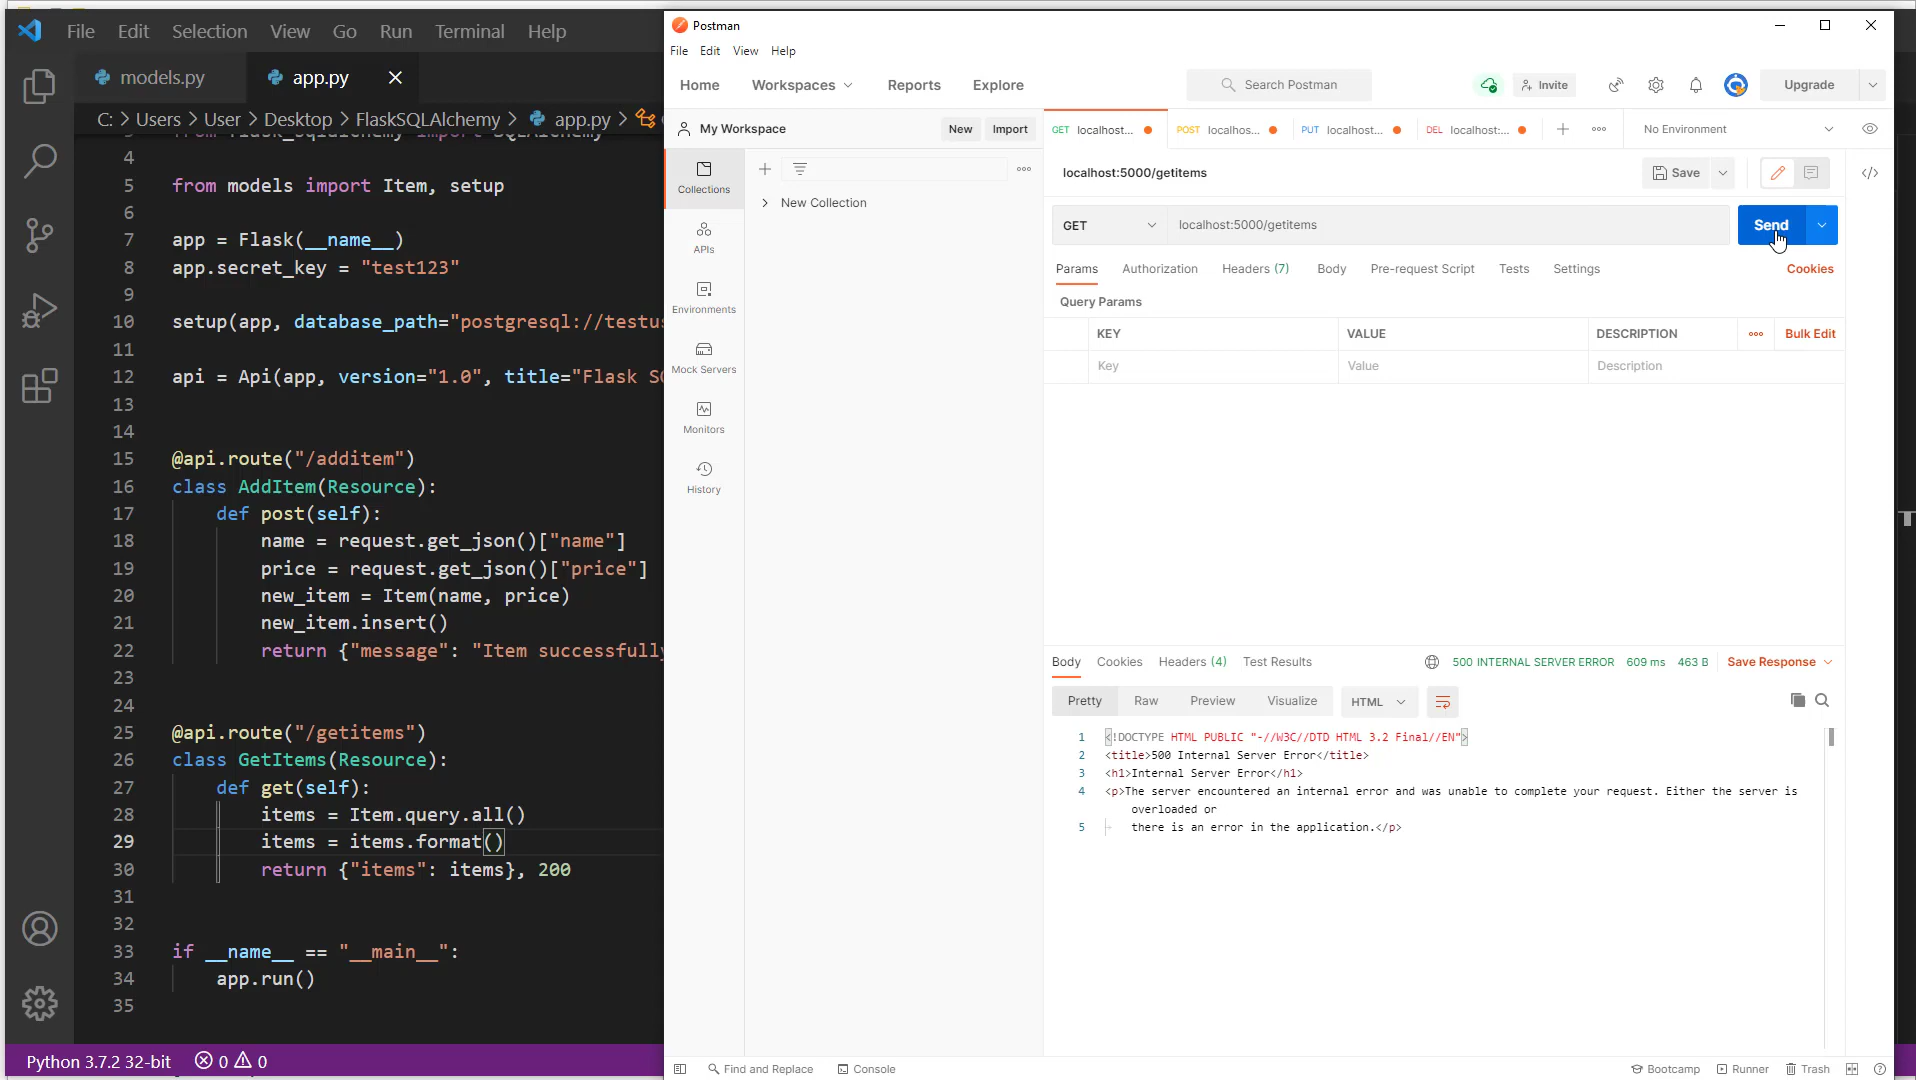 File Edit Selection View Go Run Terminal Help
models.py app.py
C: > Users > User > Desktop > FlaskSQLAlchemy > app.py >
4
5 from models import Item, setup
6
7 app = Flask(__name__)
8 app.secret_key = "test123"
9
10 setup(app, database_path="postgresql://testus
11
12 api = Api(app, version="1.0", title="Flask SQ
13
14
15 @api.route("/additem")
16 class AddItem(Resource):
17 def post(self):
18 name = request.get_json()["name"]
19 price = request.get_json()["price"]
20 new_item = Item(name, price)
21 new_item.insert()
22 return {"message": "Item successfully
23
24
25 @api.route("/getitems")
26 class GetItems(Resource):
27 def get(self):
28 items = Item.query.all()
29 items = items.format()
30 return {"items": items}, 200
31
32
33 if __name__ == "__main__":
34 app.run()
35
Python 3.7.2 32-bit 0 0
Postman
File Edit View Help
Home Workspaces Reports Explore Search Postman Invite Upgrade
My Workspace New Import
GET localhost... POST localhos... PUT localhost... DEL localhost:... No Environment
Collections
New Collection
APIs
Environments
Mock Servers
Monitors
History
localhost:5000/getitems Save
GET localhost:5000/getitems Send
Params Authorization Headers (7) Body Pre-request Script Tests Settings Cookies
Query Params
KEY VALUE DESCRIPTION Bulk Edit
Key Value Description
Body Cookies Headers (4) Test Results 500 INTERNAL SERVER ERROR 609 ms 463 B Save Response
Pretty Raw Preview Visualize HTML
1 <!DOCTYPE HTML PUBLIC "-//W3C//DTD HTML 3.2 Final//EN">
2 <title>500 Internal Server Error</title>
3 <h1>Internal Server Error</h1>
4 <p>The server encountered an internal error and was unable to complete your request. Either the server is
overloaded or
5 there is an error in the application.</p>
Find and Replace Console Bootcamp Runner Trash